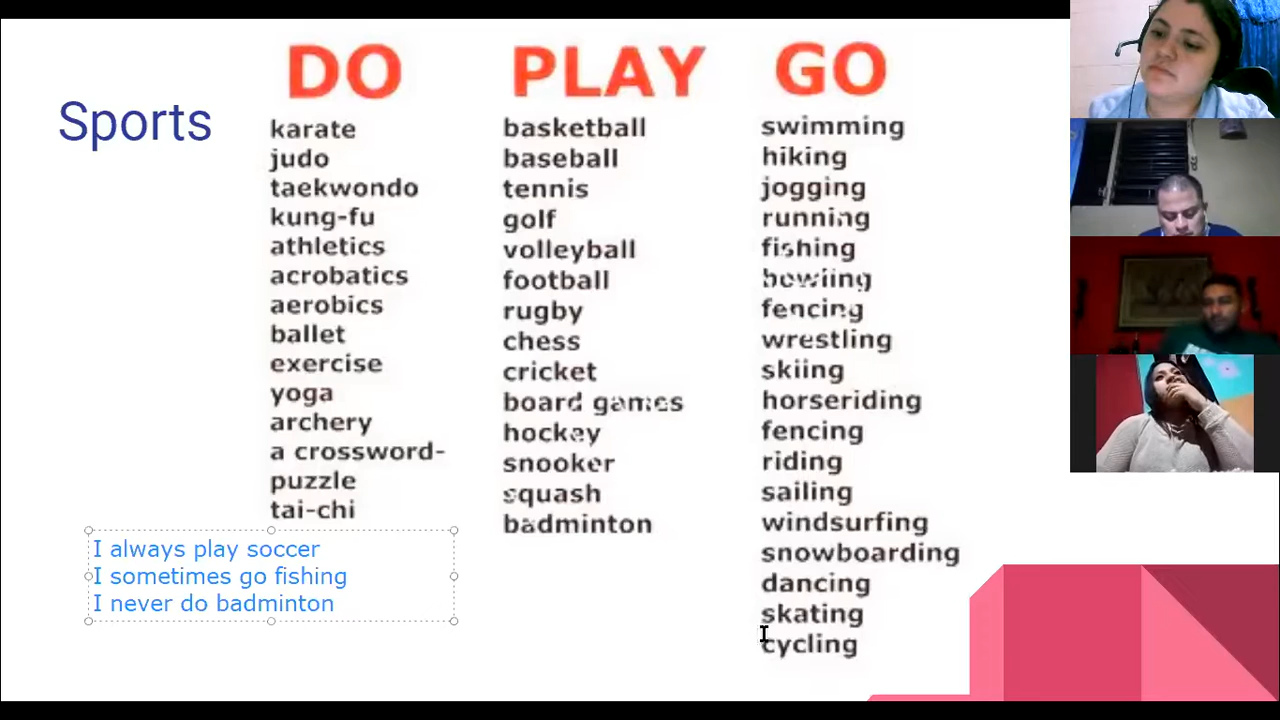 Sports
DO
karate
judo
taekwondo
kung-fu
athletics
acrobatics
aerobics
ballet
exercise
yoga
archery
a crossword-
puzzle
tai-chi
PLAY
basketball
baseball
tennis
golf
volleyball
football
rugby
chess
cricket
board games
hockey
snooker
squash
badminton
GO
swimming
hiking
jogging
running
fishing
bowling
fencing
wrestling
skiing
horseriding
fencing
riding
sailing
windsurfing
snowboarding
dancing
skating
cycling
I always play soccer
I sometimes go fishing
I never do badminton